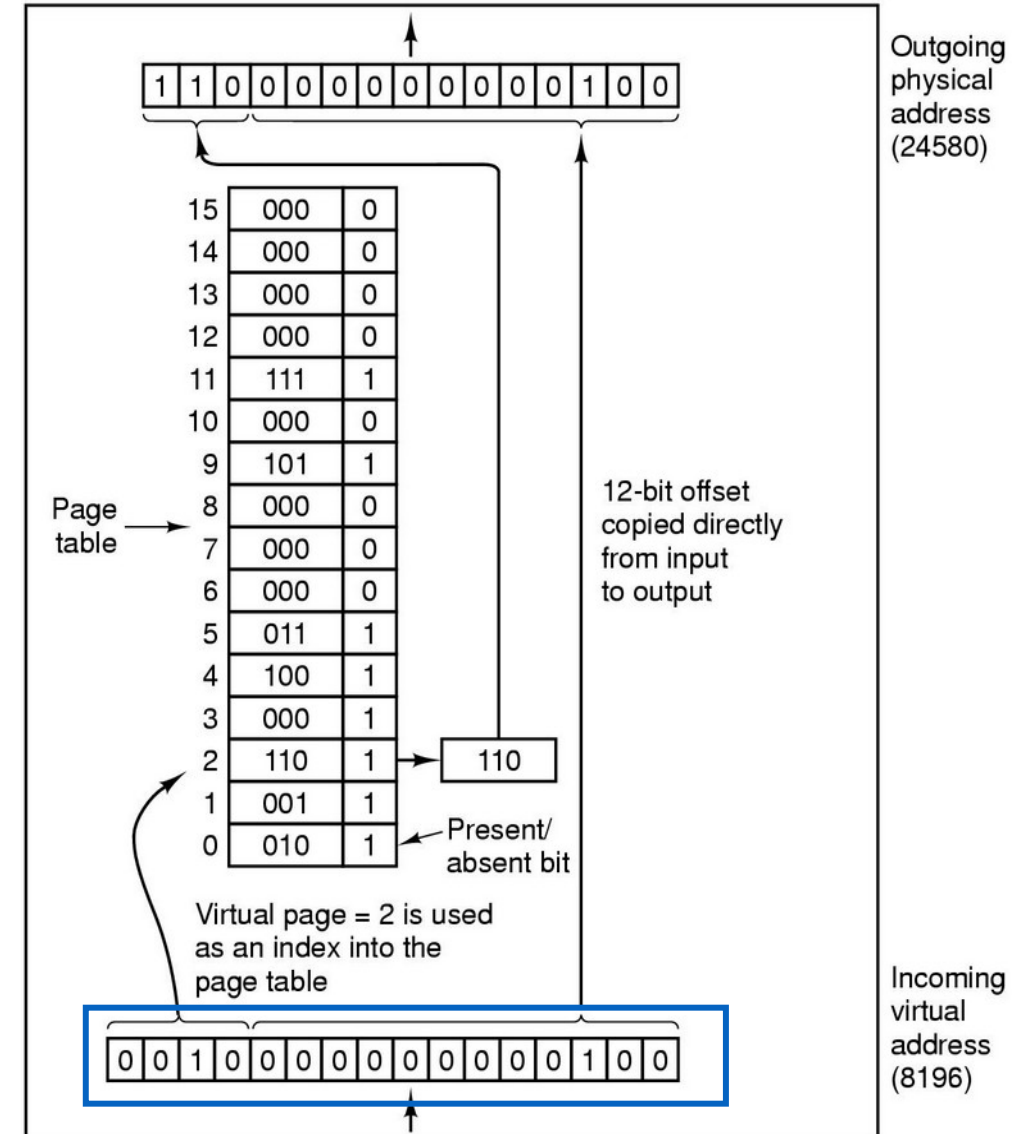 1 1 0 0 0 0 0 0 0 0 0 0 1 0 0
Outgoing
physical
address
(24580)
15 000 0
14 000 0
13 000 0
12 000 0
11 111 1
10 000 0
9 101 1
8 000 0
7 000 0
6 000 0
5 011 1
4 100 1
3 000 1
2 110 1
1 001 1
0 010 1
Page
table
110
12-bit offset
copied directly
from input
to output
Present/
absent bit
Virtual page = 2 is used
as an index into the
page table
0 0 1 0 0 0 0 0 0 0 0 0 0 1 0 0
Incoming
virtual
address
(8196)